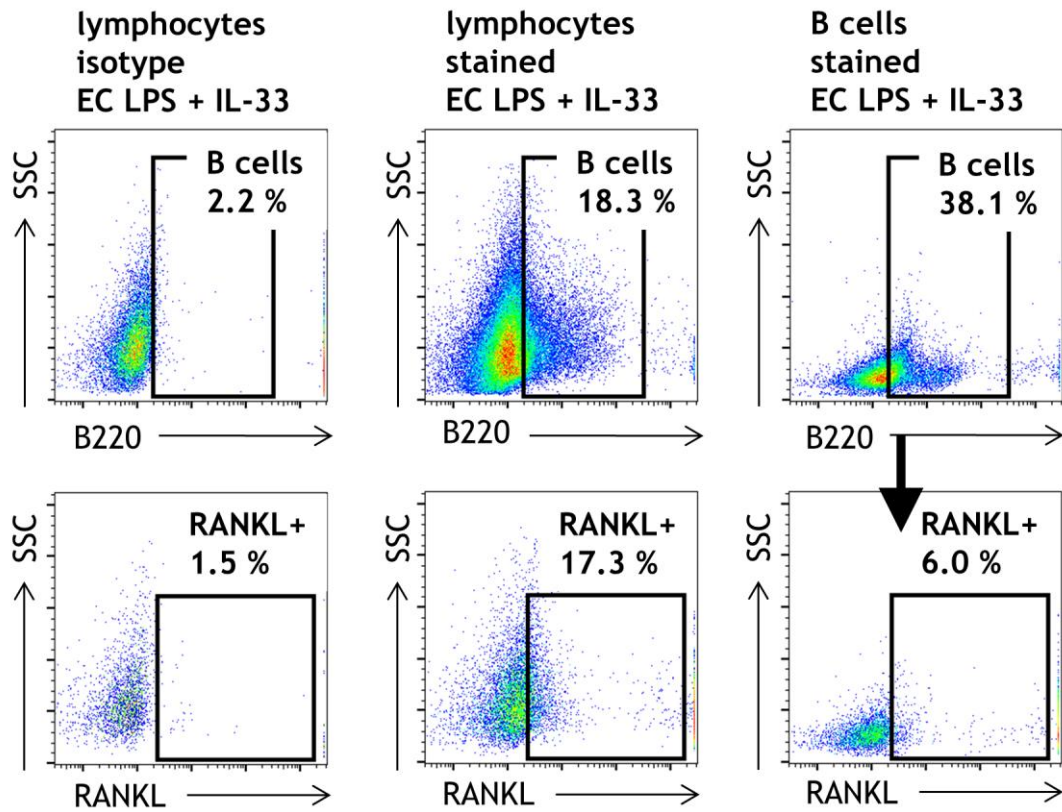 lymphocytes
isotype
EC LPS + IL-33
lymphocytes
stained
EC LPS + IL-33
B cells
stained
EC LPS + IL-33
SSC
B cells
2.2 %
B220
SSC
B cells
18.3 %
B220
SSC
B cells
38.1 %
B220
SSC
RANKL+
1.5 %
RANKL
SSC
RANKL+
17.3 %
RANKL
SSC
RANKL+
6.0 %
RANKL